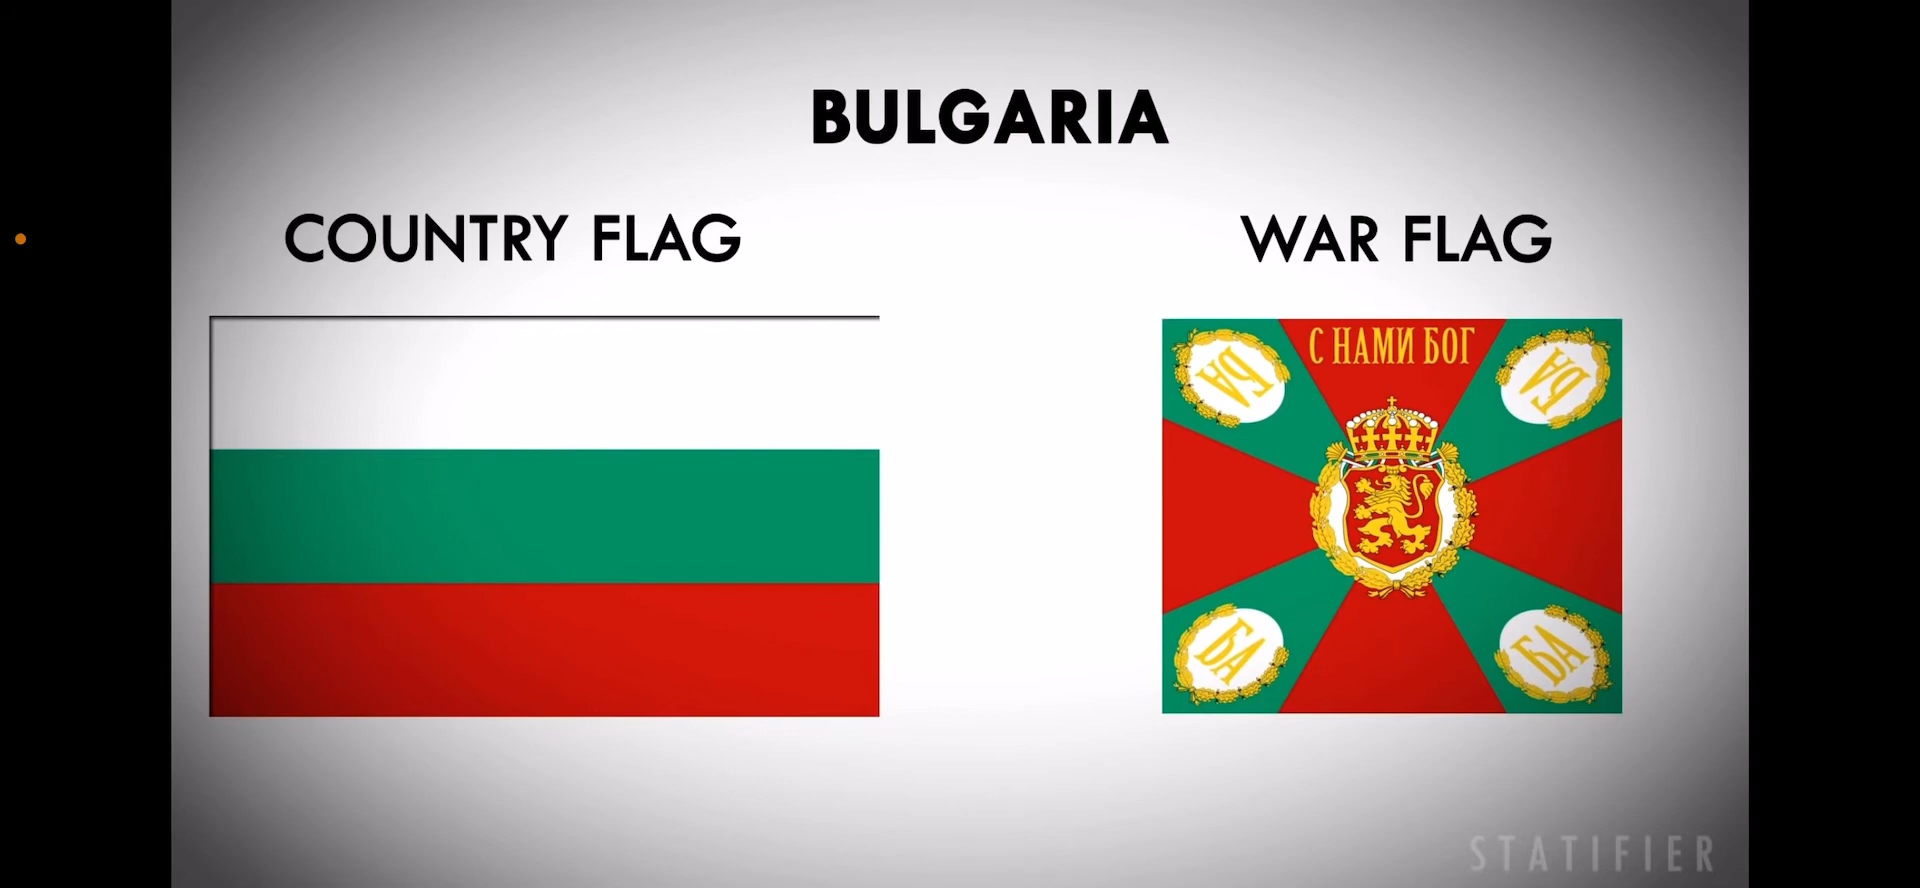 BULGARIA
COUNTRY FLAG
WAR FLAG
С НАМИ БОГ
БА
БА
БА
БА
STATIFIER